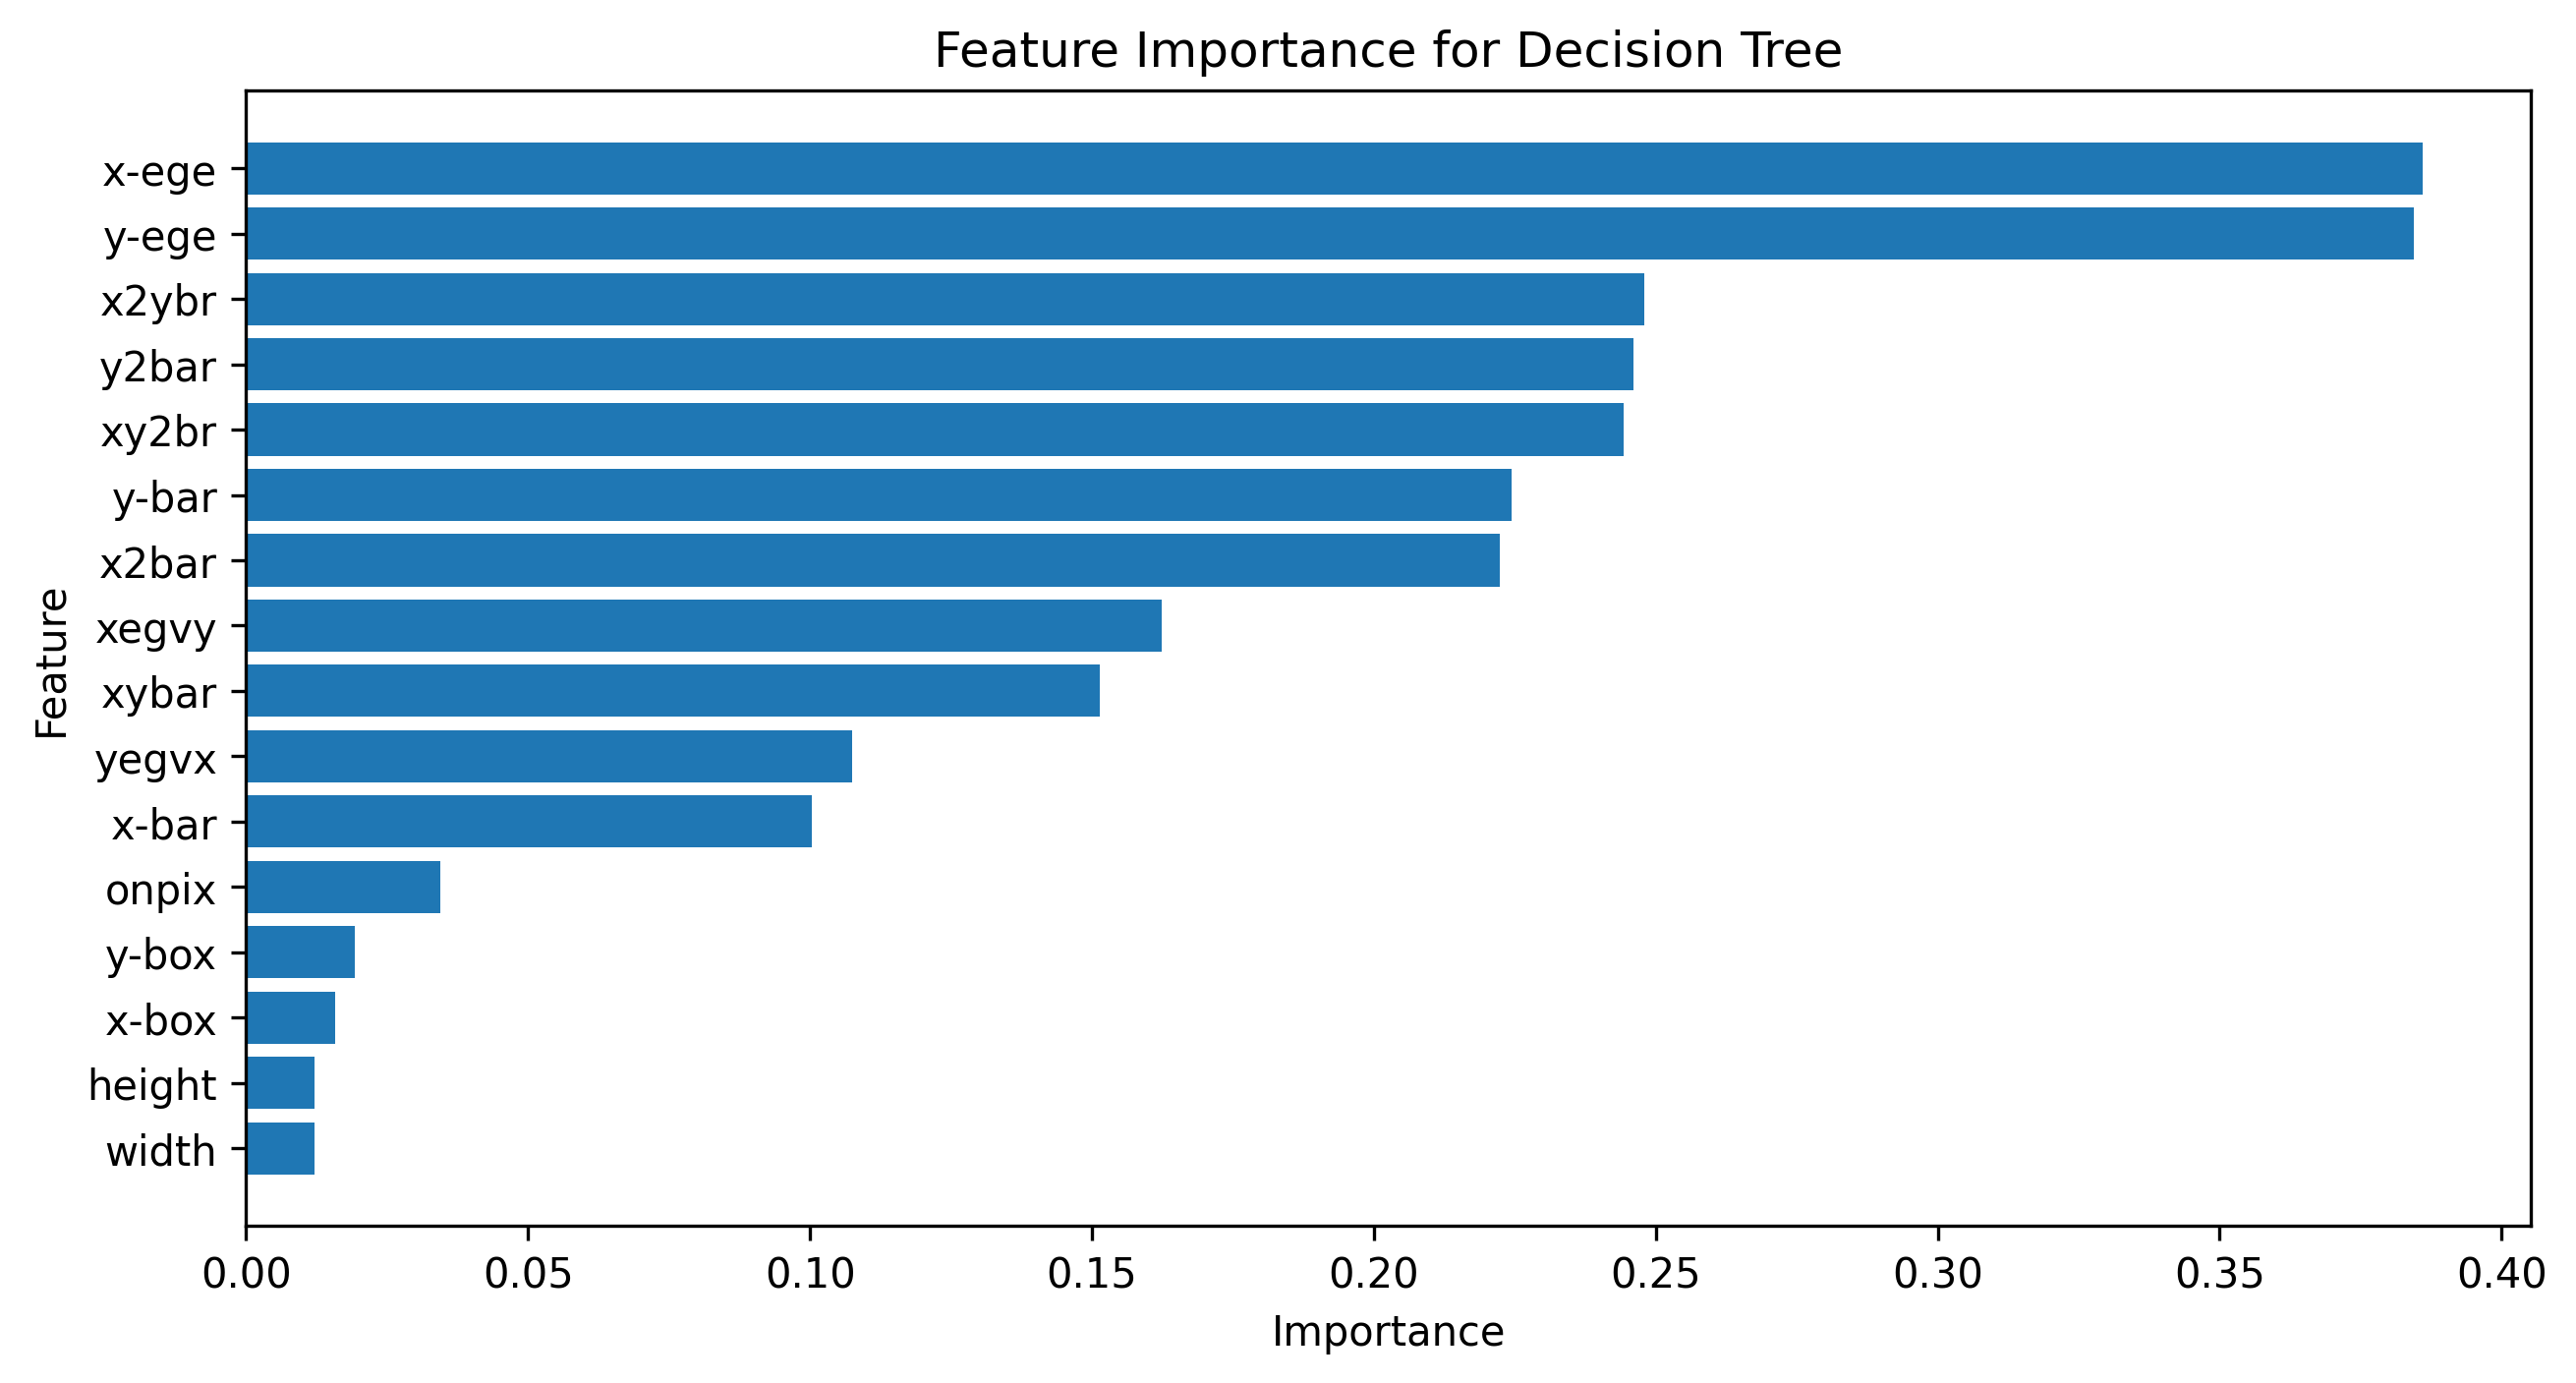 Feature Importance for Decision Tree
x-ege
y-ege
x2ybr
y2bar
xy2br
y-bar
x2bar
xegvy
xybar
yegvx
x-bar
onpix
y-box
x-box
height
width
Feature
0.00 0.05 0.10 0.15 0.20 0.25 0.30 0.35 0.40
Importance